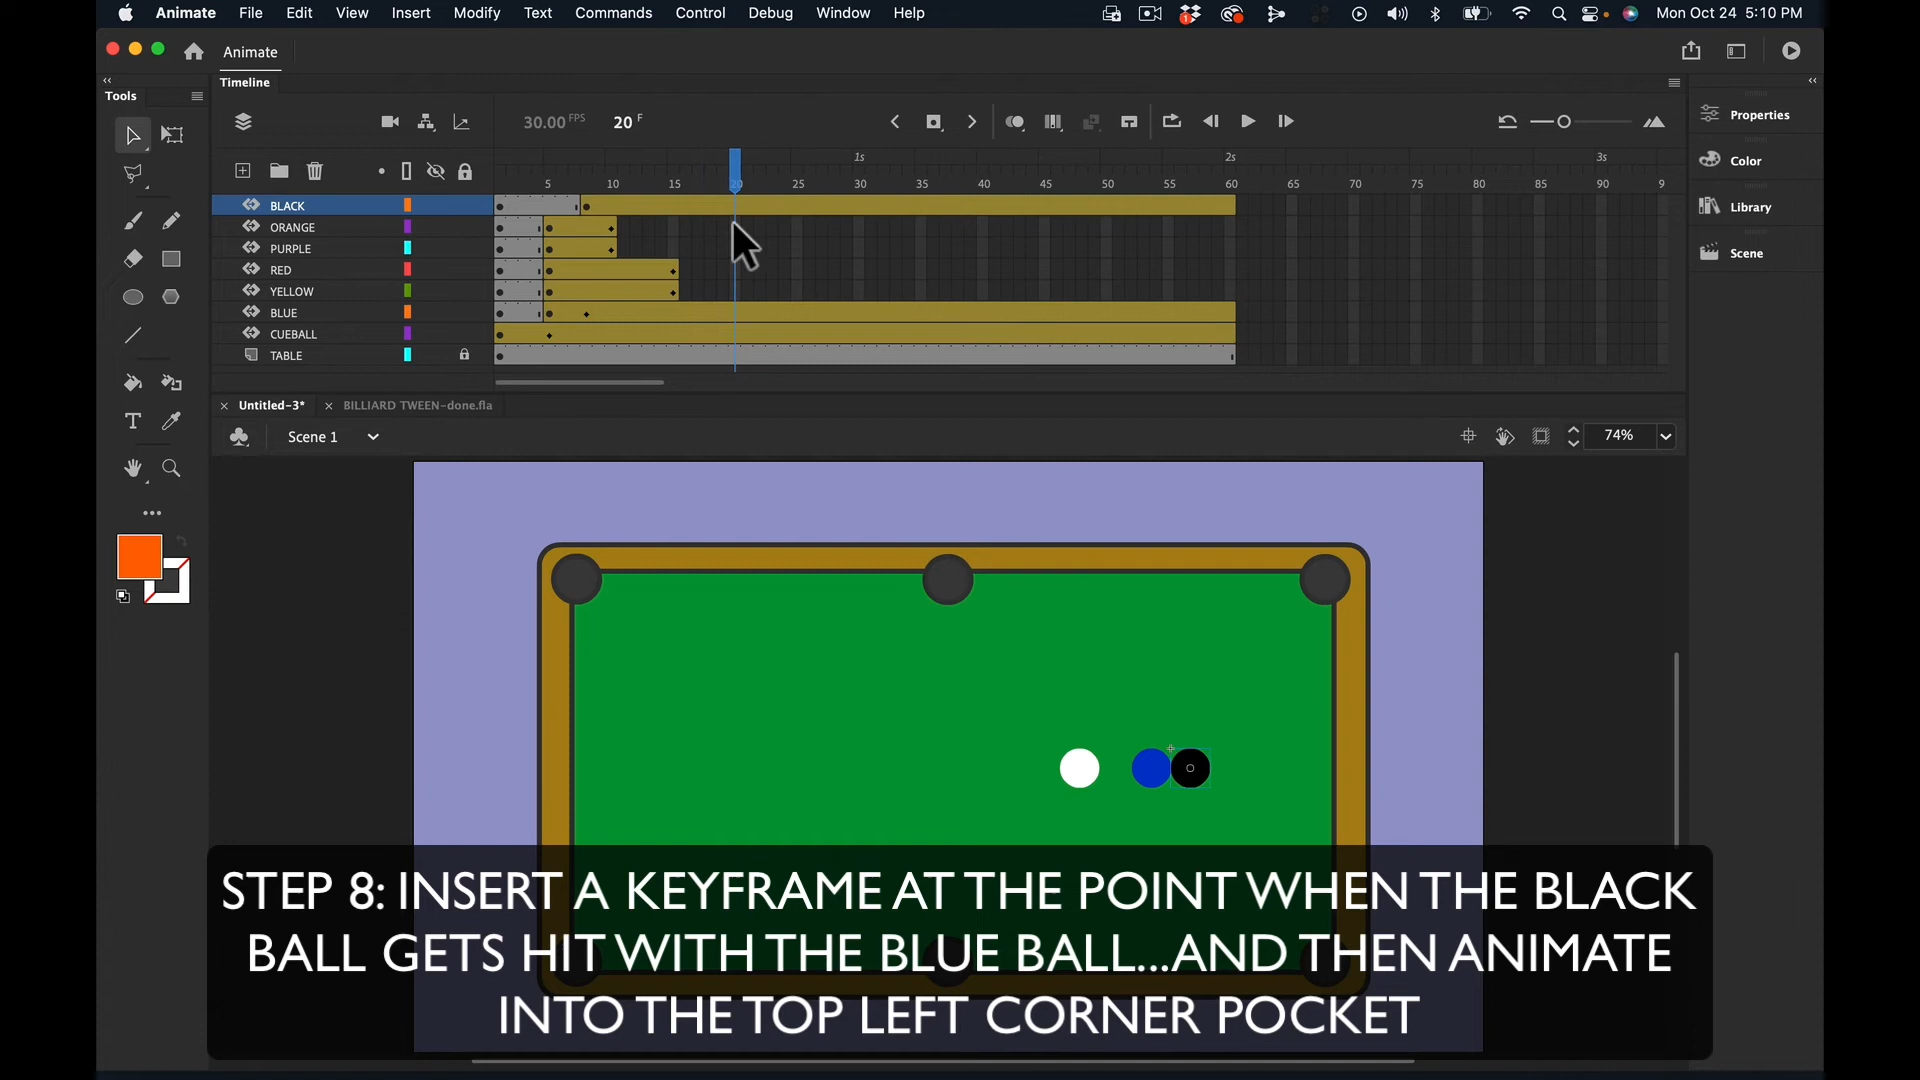 Animate File Edit View Insert Modify Text Commands Control Debug Window Help 1 Mon Oct 24 5:10 PM
Animate
Timeline
Tools
30.00 FPS 20 F
Properties
Color
Library
Scene
1s 2s 3s
5 10 15 20 25 30 35 40 45 50 55 60 65 70 75 80 85 90 9
BLACK
ORANGE
PURPLE
RED
YELLOW
BLUE
CUEBALL
TABLE
Untitled-3* BILLIARD TWEEN-done.fla
Scene 1 74%
STEP 8: INSERT A KEYFRAME AT THE POINT WHEN THE BLACK
BALL GETS HIT WITH THE BLUE BALL...AND THEN ANIMATE
INTO THE TOP LEFT CORNER POCKET